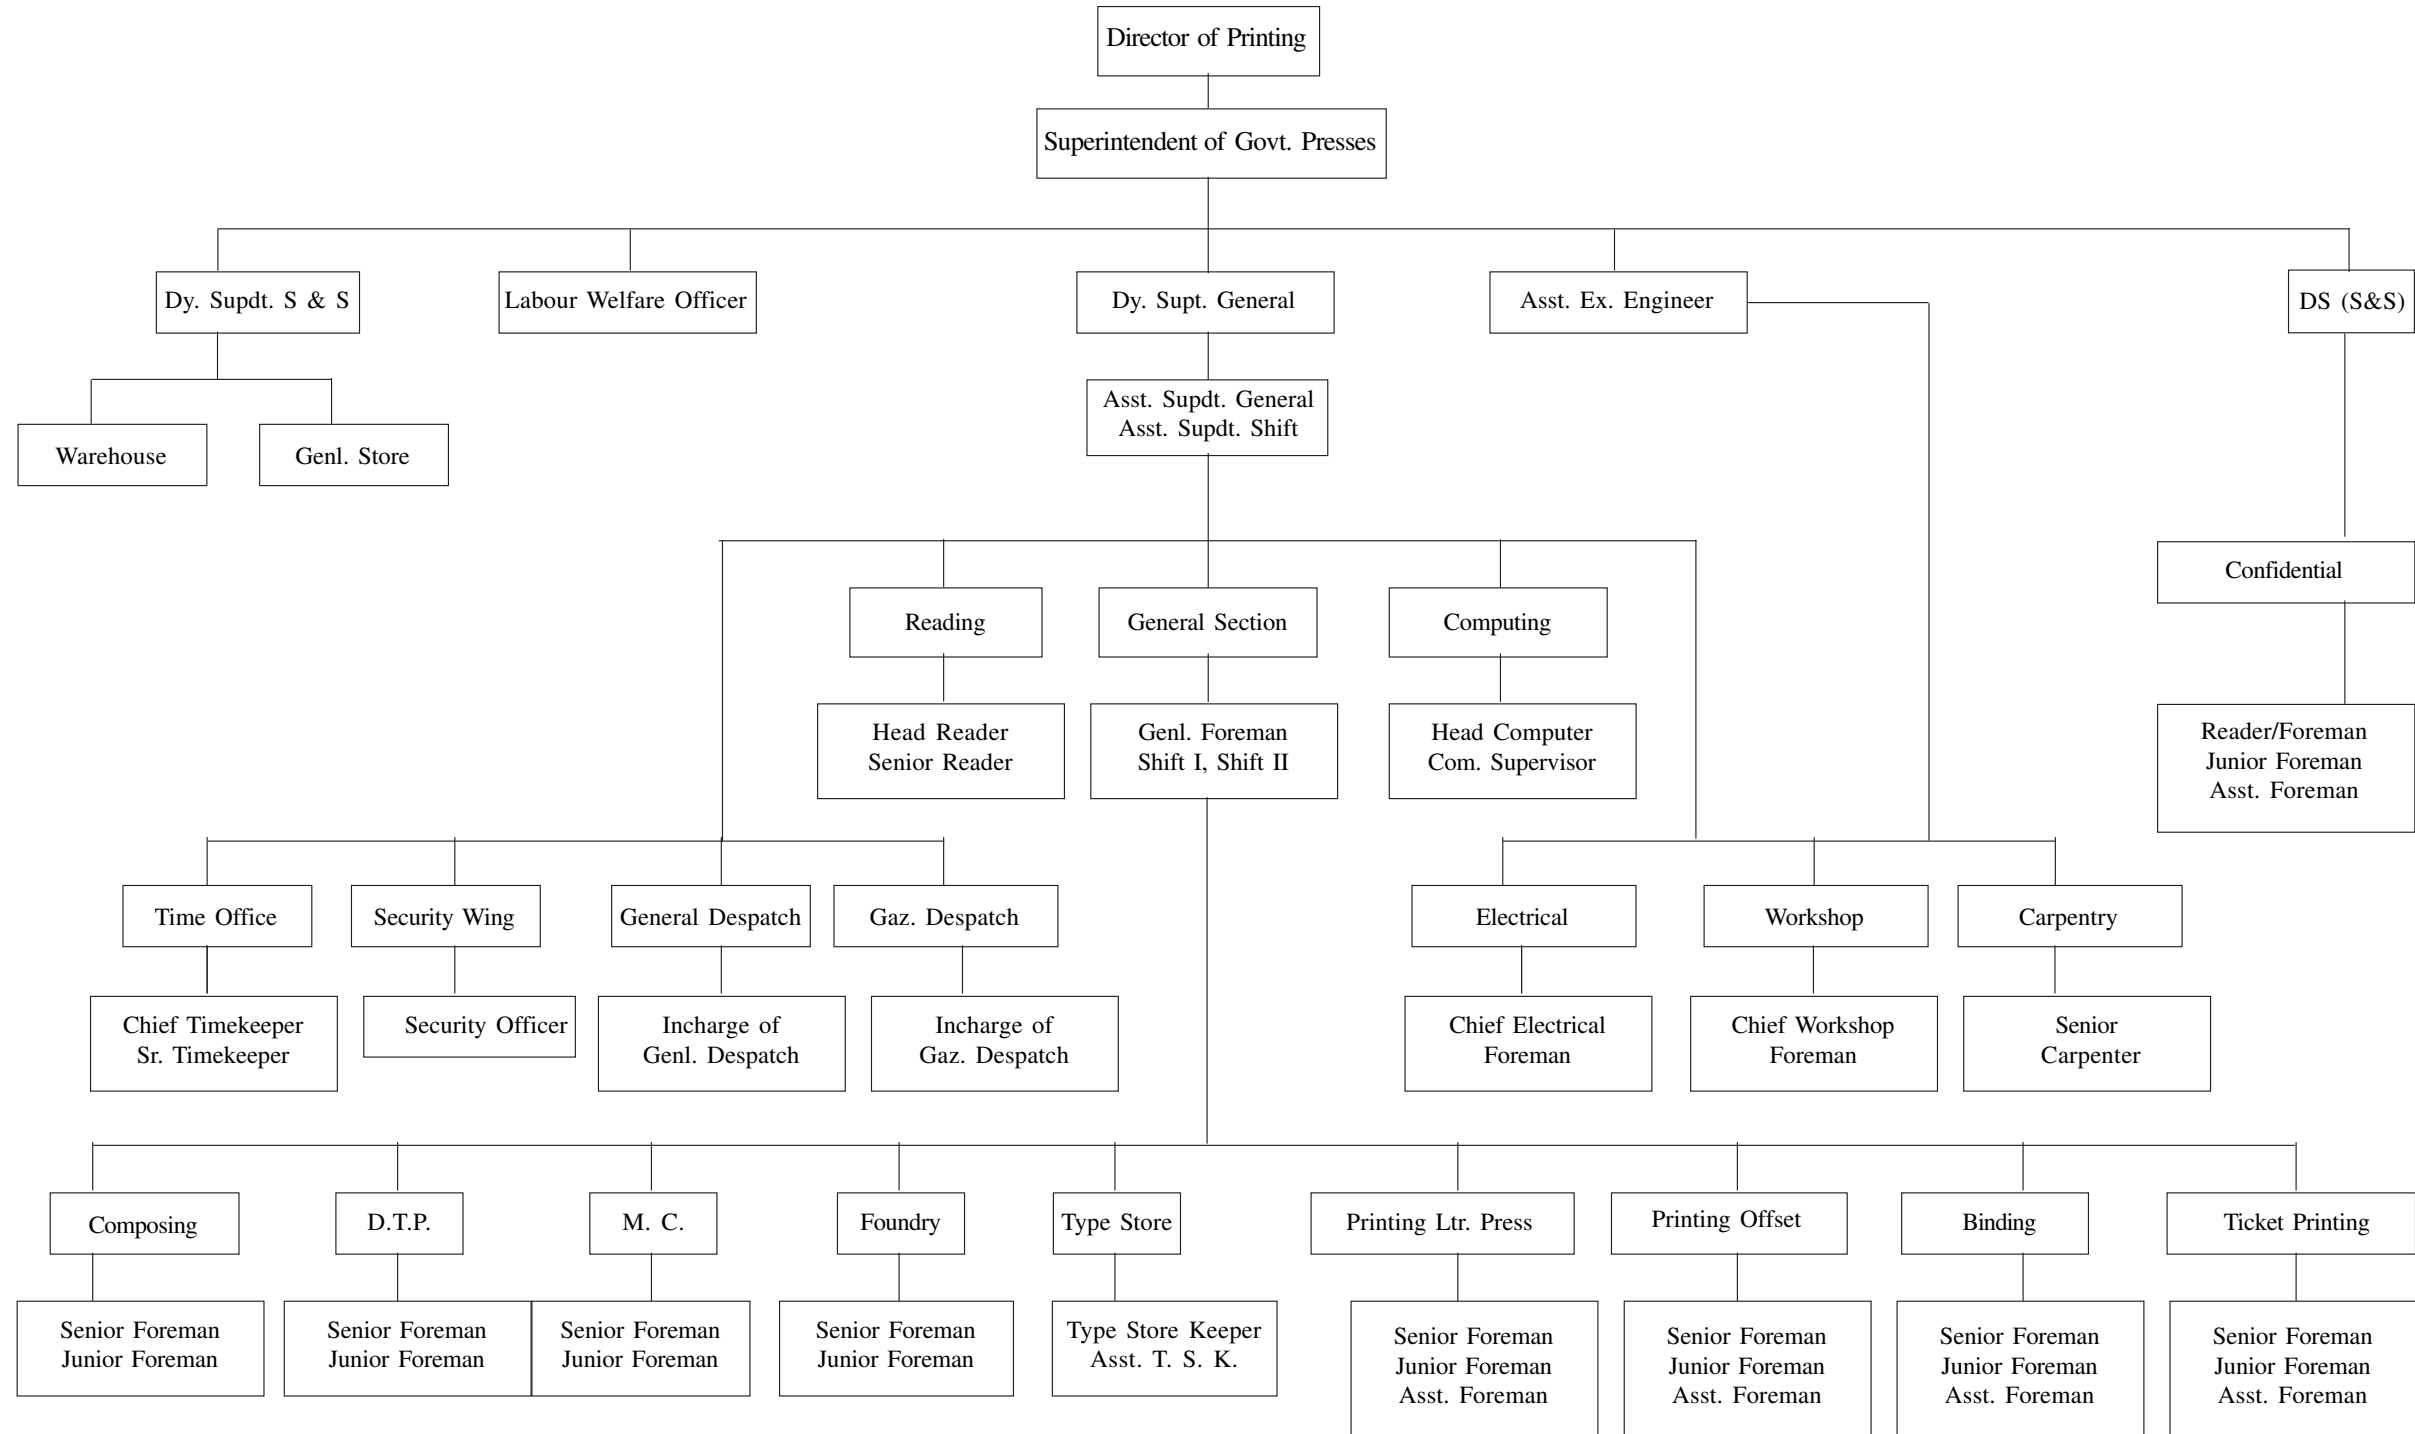 Director of Printing
Superintendent of Govt. Presses
Dy. Supdt. S & S
Labour Welfare Officer
Dy. Supt. General
Asst. Ex. Engineer
DS (S&S)
Asst. Supdt. General
Asst. Supdt. Shift
Warehouse
Genl. Store
Confidential
Reading
General Section
Computing
Head Reader
Senior Reader
Genl. Foreman
Shift I, Shift II
Head Computer
Com. Supervisor
Reader/Foreman
Junior Foreman
Asst. Foreman
Time Office
Security Wing
General Despatch
Gaz. Despatch
Electrical
Workshop
Carpentry
Chief Timekeeper
Sr. Timekeeper
Security Officer
Incharge of
Genl. Despatch
Incharge of
Gaz. Despatch
Chief Electrical
Foreman
Chief Workshop
Foreman
Senior
Carpenter
Composing
D.T.P.
M. C.
Foundry
Type Store
Printing Ltr. Press
Printing Offset
Binding
Ticket Printing
Senior Foreman
Junior Foreman
Senior Foreman
Junior Foreman
Senior Foreman
Junior Foreman
Senior Foreman
Junior Foreman
Type Store Keeper
Asst. T. S. K.
Senior Foreman
Junior Foreman
Asst. Foreman
Senior Foreman
Junior Foreman
Asst. Foreman
Senior Foreman
Junior Foreman
Asst. Foreman
Senior Foreman
Junior Foreman
Asst. Foreman